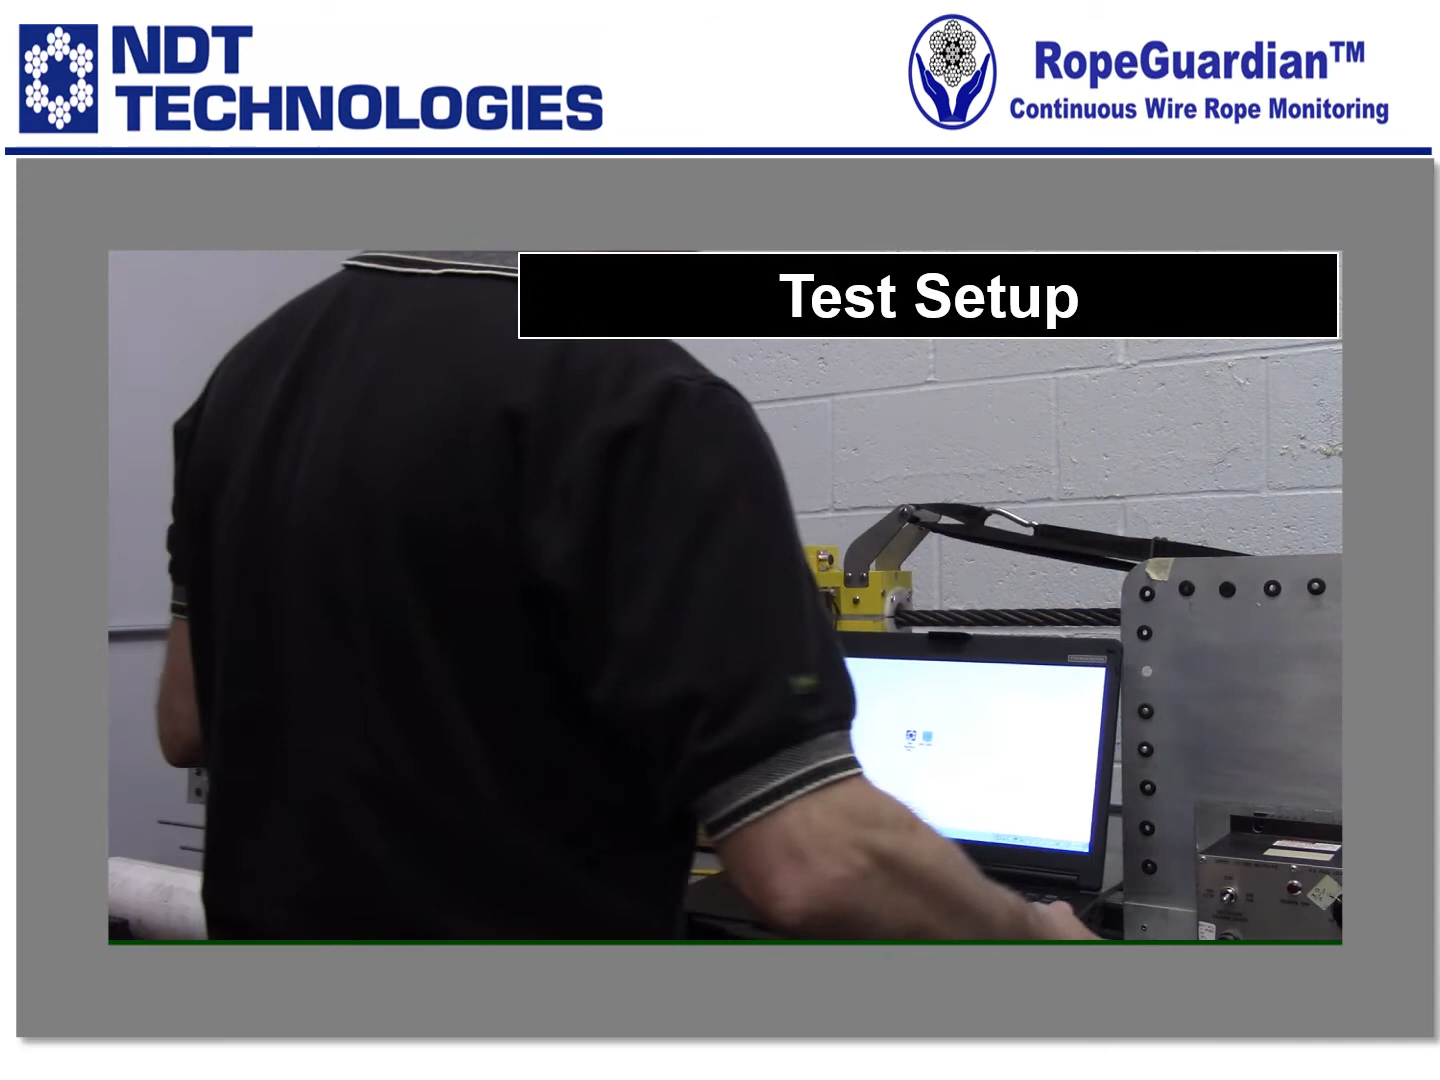 NDT
TECHNOLOGIES
RopeGuardian™
Continuous Wire Rope Monitoring
Test Setup